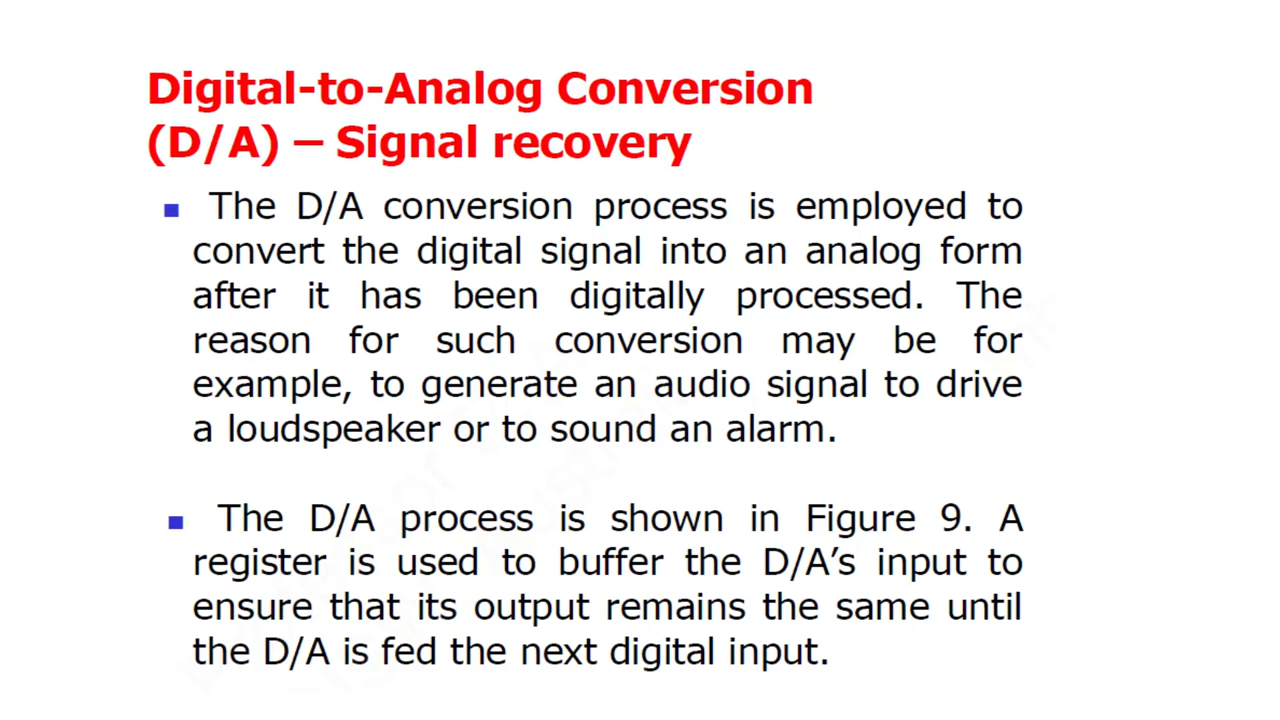 Digital-to-Analog Conversion
(D/A) – Signal recovery
The D/A conversion process is employed to
convert the digital signal into an analog form
after it has been digitally processed. The
reason for such conversion may be for
example, to generate an audio signal to drive
a loudspeaker or to sound an alarm.
The D/A process is shown in Figure 9. A
register is used to buffer the D/A’s input to
ensure that its output remains the same until
the D/A is fed the next digital input.